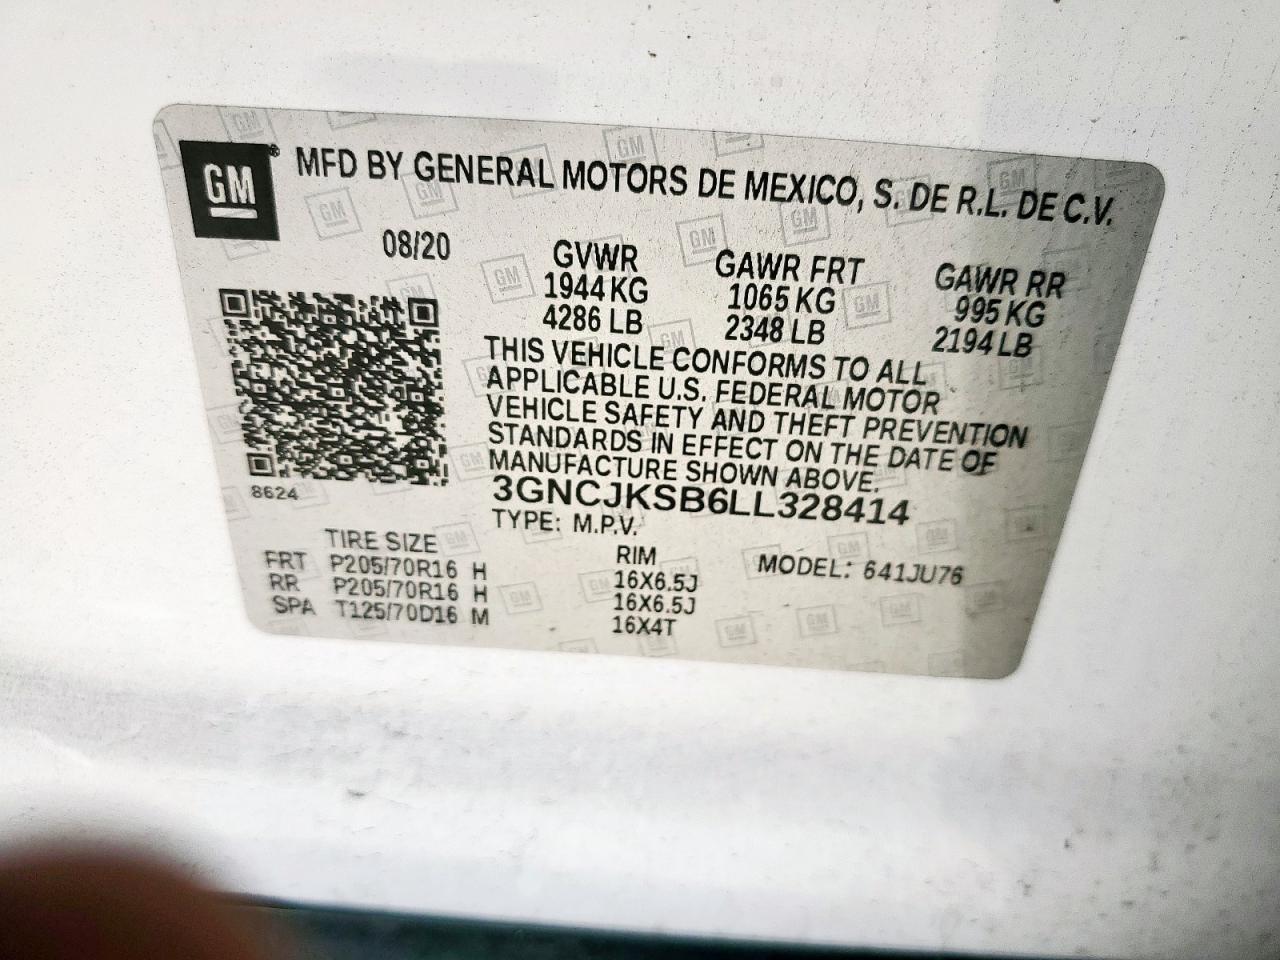 GM® MFD BY GENERAL MOTORS DE MEXICO, S. DE R.L. DE C.V.
08/20 GVWR GAWR FRT GAWR RR
1944 KG 1065 KG 995 KG
4286 LB 2348 LB 2194 LB
THIS VEHICLE CONFORMS TO ALL
APPLICABLE U.S. FEDERAL MOTOR
VEHICLE SAFETY AND THEFT PREVENTION
STANDARDS IN EFFECT ON THE DATE OF
MANUFACTURE SHOWN ABOVE.
8624
3GNCJKSB6LL328414
TYPE: M.P.V.
TIRE SIZE RIM MODEL: 641JU76
FRT P205/70R16 H 16X6.5J
RR P205/70R16 H 16X6.5J
SPA T125/70D16 M 16X4T